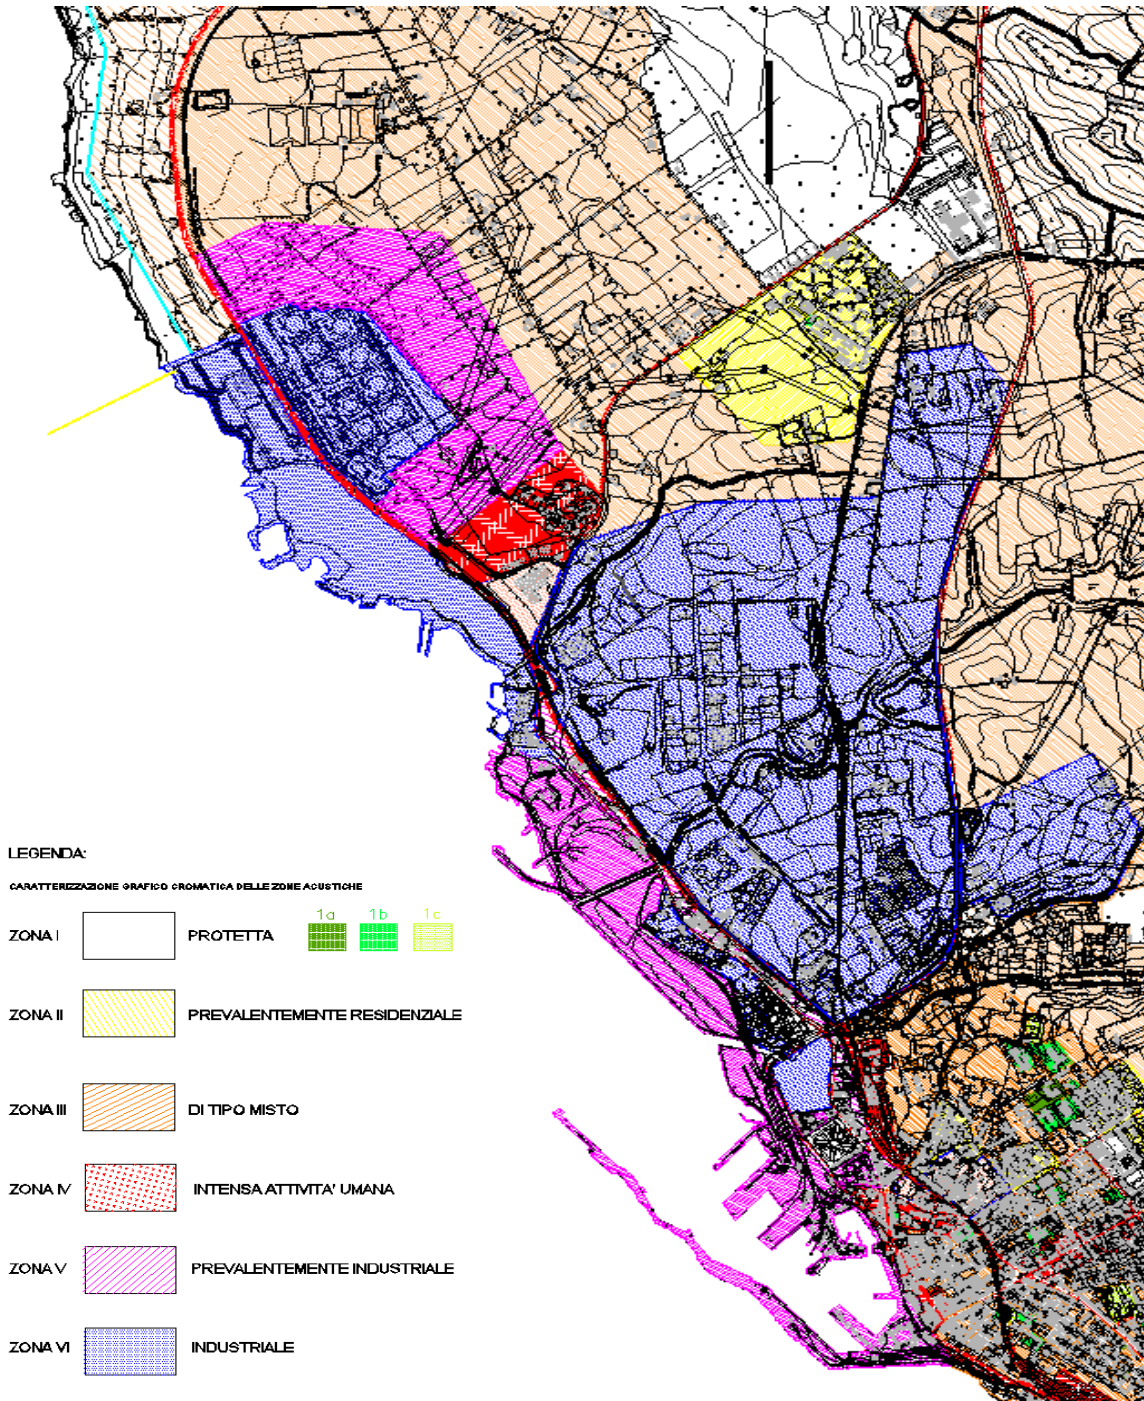 LEGENDA:
CARATTERIZZAZIONE GRAFICO CROMATICA DELLE ZONE ACUSTICHE
ZONA I PROTETTA 1a 1b 1c
ZONA II PREVALENTEMENTE RESIDENZIALE
ZONA III DI TIPO MISTO
ZONA IV INTENSA ATTIVITA' UMANA
ZONA V PREVALENTEMENTE INDUSTRIALE
ZONA VI INDUSTRIALE